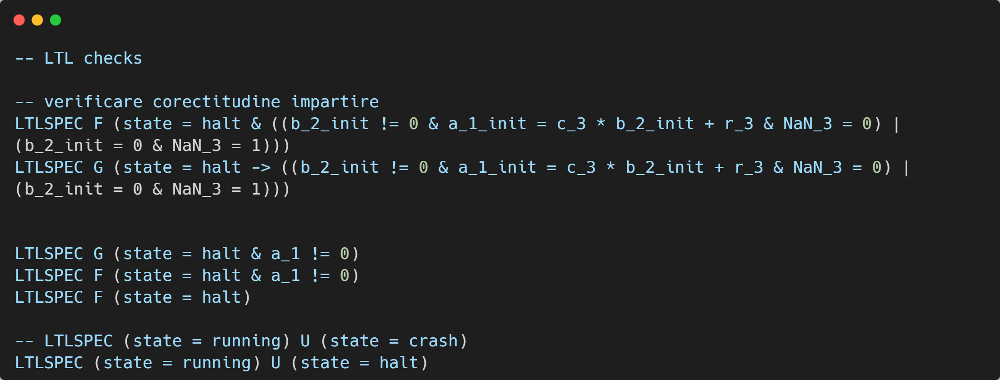 -- LTL checks
-- verificare corectitudine impartire
LTLSPEC F (state = halt & ((b_2_init != 0 & a_1_init = c_3 * b_2_init + r_3 & NaN_3 = 0) |
(b_2_init = 0 & NaN_3 = 1)))
LTLSPEC G (state = halt -> ((b_2_init != 0 & a_1_init = c_3 * b_2_init + r_3 & NaN_3 = 0) |
(b_2_init = 0 & NaN_3 = 1)))
LTLSPEC G (state = halt & a_1 != 0)
LTLSPEC F (state = halt & a_1 != 0)
LTLSPEC F (state = halt)
-- LTLSPEC (state = running) U (state = crash)
LTLSPEC (state = running) U (state = halt)